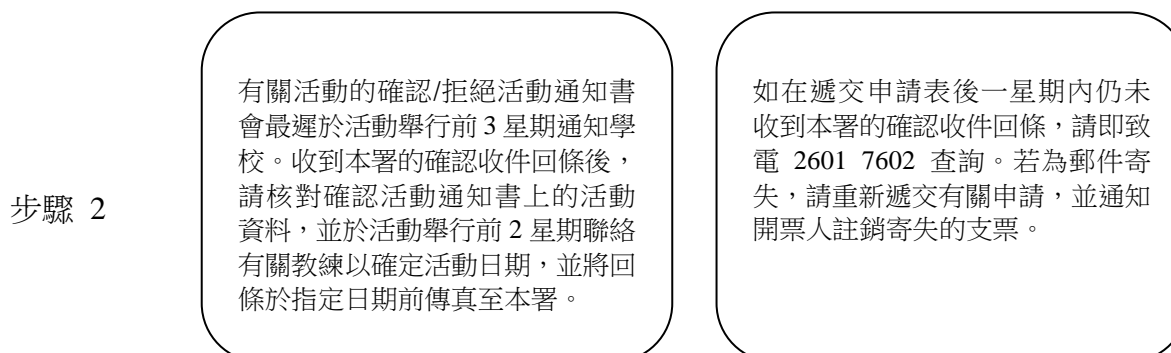 步驟 2
有關活動的確認/拒絕活動通知書
會最遲於活動舉行前 3 星期通知學
校。收到本署的確認收件回條後，
請核對確認活動通知書上的活動
資料，並於活動舉行前 2 星期聯絡
有關教練以確定活動日期，並將回
條於指定日期前傳真至本署。
如在遞交申請表後一星期內仍未
收到本署的確認收件回條，請即致
電 2601 7602 查詢。若為郵件寄
失，請重新遞交有關申請，並通知
開票人註銷寄失的支票。